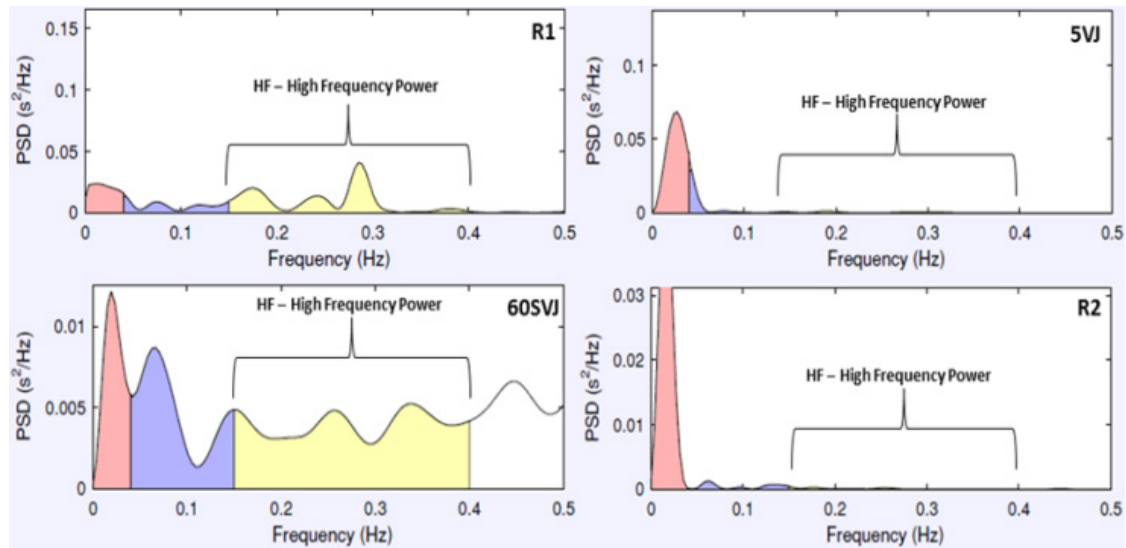 R1
0.15
0.1
0.05
0
PSD (s²/Hz)
HF – High Frequency Power
0 0.1 0.2 0.3 0.4 0.5
Frequency (Hz)
5VJ
0.1
0.05
0
PSD (s²/Hz)
HF – High Frequency Power
0 0.1 0.2 0.3 0.4 0.5
Frequency (Hz)
60SVJ
0.01
0.005
0
PSD (s²/Hz)
HF – High Frequency Power
0 0.1 0.2 0.3 0.4 0.5
Frequency (Hz)
R2
0.03
0.02
0.01
0
PSD (s²/Hz)
HF – High Frequency Power
0 0.1 0.2 0.3 0.4 0.5
Frequency (Hz)